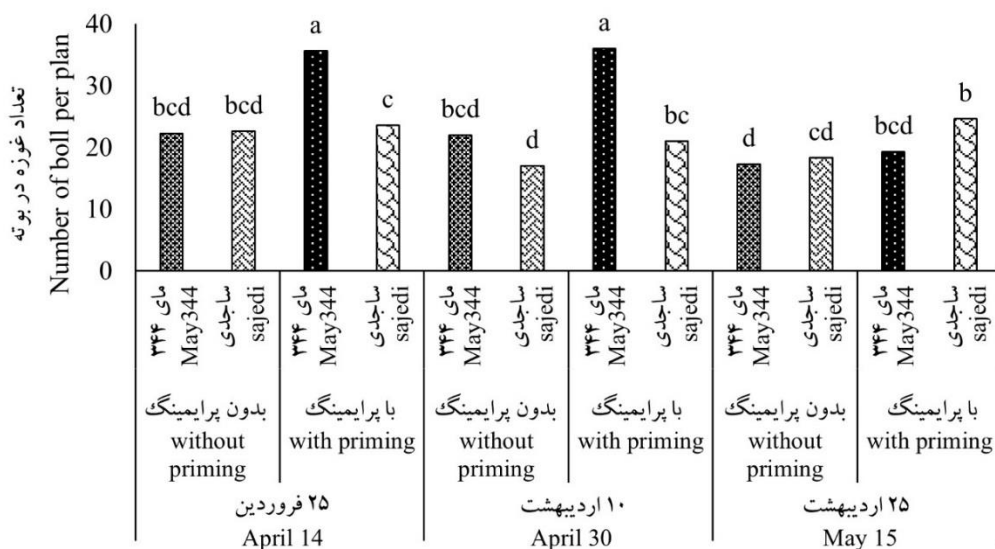 تعداد غوزه در بوته
Number of boll per plan
40
30
20
10
0
bcd
bcd
a
c
bcd
d
a
bc
d
cd
bcd
b
مای ۳۴۴
May344
ساجدی
sajedi
مای ۳۴۴
May344
ساجدی
sajedi
مای ۳۴۴
May344
ساجدی
sajedi
مای ۳۴۴
May344
ساجدی
sajedi
مای ۳۴۴
May344
ساجدی
sajedi
مای ۳۴۴
May344
ساجدی
sajedi
بدون پرایمینگ
without
priming
با پرایمینگ
with priming
بدون پرایمینگ
without
priming
با پرایمینگ
with priming
بدون پرایمینگ
without
priming
با پرایمینگ
with priming
۲۵ فروردین
April 14
۱۰ اردیبهشت
April 30
۲۵ اردیبهشت
May 15